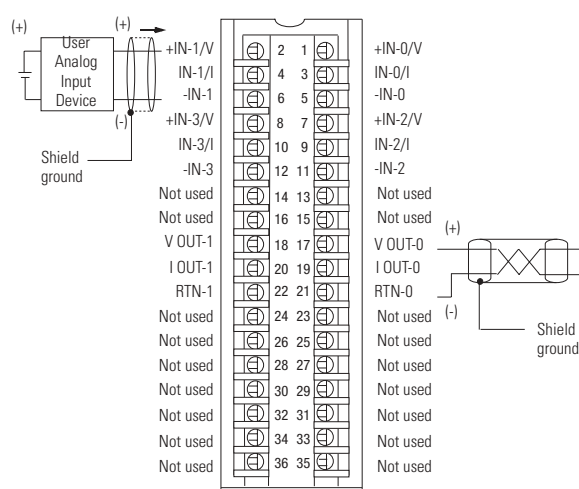 (+) (+)
User Analog Input Device
(-)
Shield ground
+IN-1/V 2 1 +IN-0/V
IN-1/I 4 3 IN-0/I
-IN-1 6 5 -IN-0
+IN-3/V 8 7 +IN-2/V
IN-3/I 10 9 IN-2/I
-IN-3 12 11 -IN-2
Not used 14 13 Not used
Not used 16 15 Not used
V OUT-1 18 17 V OUT-0 (+)
I OUT-1 20 19 I OUT-0
RTN-1 22 21 RTN-0 (-)
Not used 24 23 Not used
Shield ground
Not used 26 25 Not used
Not used 28 27 Not used
Not used 30 29 Not used
Not used 32 31 Not used
Not used 34 33 Not used
Not used 36 35 Not used